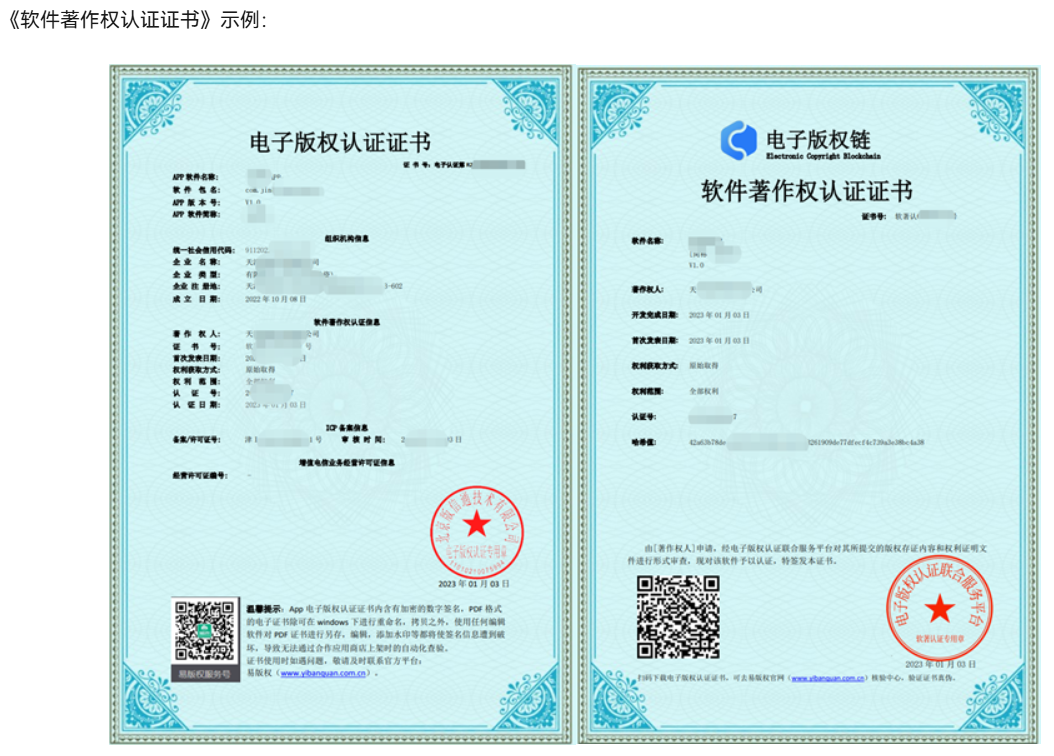 《软件著作权认证证书》示例：
电子版权认证证书
证 书 号：电子认证第
APP 软件名称：
软 件 包 名：
APP 版 本 号： V1.0
APP 软件简称：
组织机构信息
统一社会信用代码： 911202
企 业 名 称： 天 司
企 业 类 型： 有
企业注册地： 天 3-602
成 立 日 期： 2022 年 10 月 08 日
软件著作权认证信息
著 作 权 人： 天 公司
证 书 号： 软 号
首次发表日期： 20 日
权利获取方式： 原始取得
权 利 范 围：
认 证 号： 2 7
认 证 日 期： 2023 年 01 月 03 日
ICP 备案信息
备案/许可证号： 津 1 号 审 核 时 间： 2 3 日
增值电信业务经营许可证信息
经营许可证编号： -
北京版信通技术有限公司
电子版权认证专用章
2023 年 01 月 03 日
温馨提示：App 电子版权认证证书内含有加密的数字签名，PDF 格式
的电子证书除可在 windows 下进行重命名，拷贝之外，使用任何编辑
软件对 PDF 证书进行另存，编辑，添加水印等都将使签名信息遭到破
坏，导致无法通过合作应用商店上架时的自动化查验。
证书使用时如遇问题，敬请及时联系官方平台：
易版权（www.yibanquan.com.cn）。
易版权服务号
电子版权链
Electronic Copyright Blockchain
软件著作权认证证书
证书号： 软著认
软件名称：
V1.0
著作权人： 天 公司
开发完成日期： 2023 年 01 月 03 日
首次发表日期： 2023 年 01 月 03 日
权利获取方式： 原始取得
权利范围： 全部权利
认证号： 7
哈希值：
由[著作权人]申请，经电子版权认证联合服务平台对其所提交的版权存证内容和权利证明文
件进行形式审查，现对该软件予以认证，特签发本证书。
电子版权认证联合服务平台
软著认证专用章
2023 年 01 月 03 日
扫码下载电子版权认证证书，可去易版权官网（www.yibanquan.com.cn）核验中心，验证证书真伪。